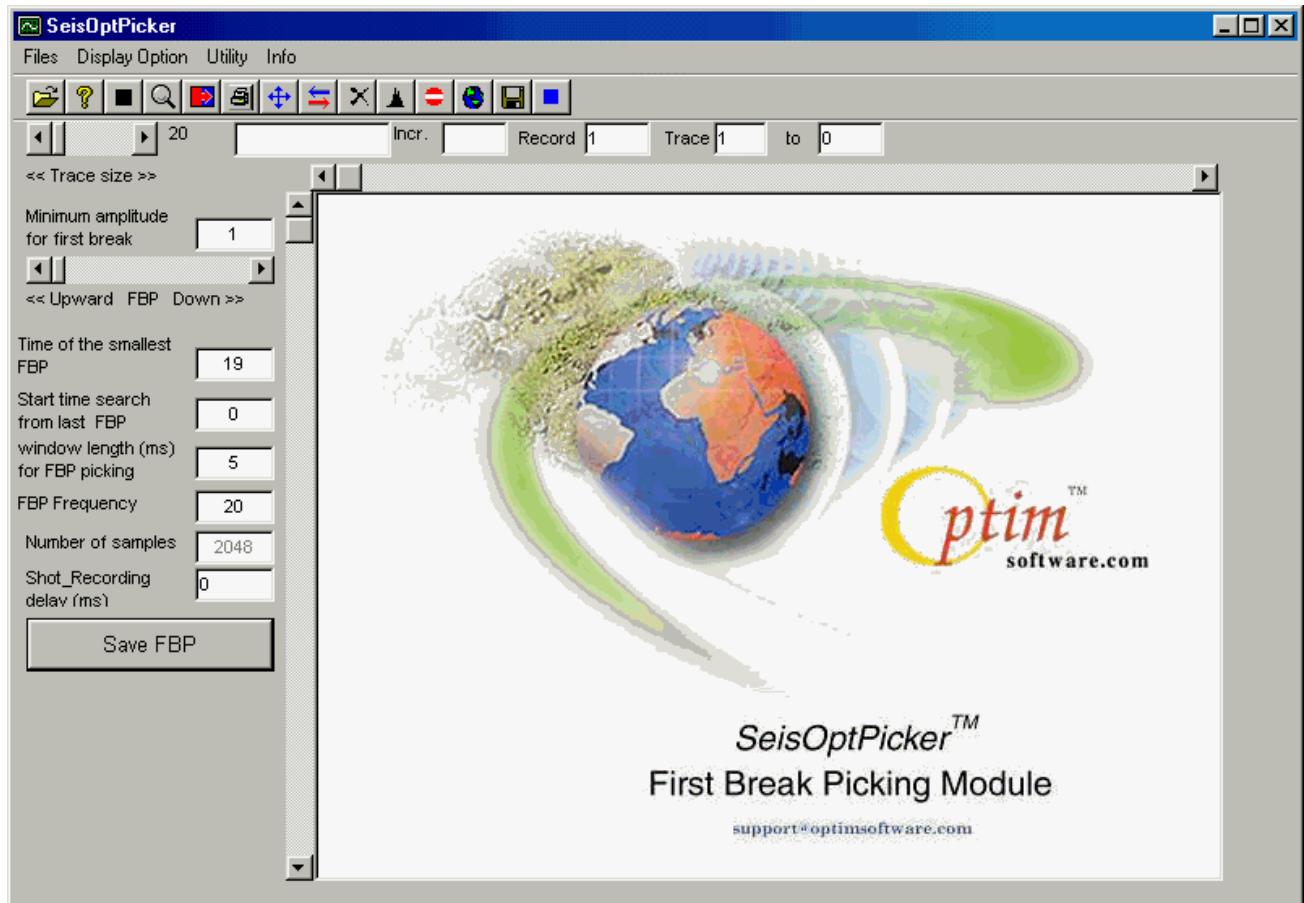 SeisOptPicker
Files Display Option Utility Info
20 Incr. Record 1 Trace 1 to 0
<< Trace size >>
Minimum amplitude
for first break 1
<< Upward FBP Down >>
Time of the smallest
FBP 19
Start time search
from last FBP 0
window length (ms)
for FBP picking 5
FBP Frequency 20
Number of samples 2048
Shot_Recording
delay (ms) 0
Save FBP
Optim TM
software.com
SeisOptPicker TM
First Break Picking Module
support@optimsoftware.com